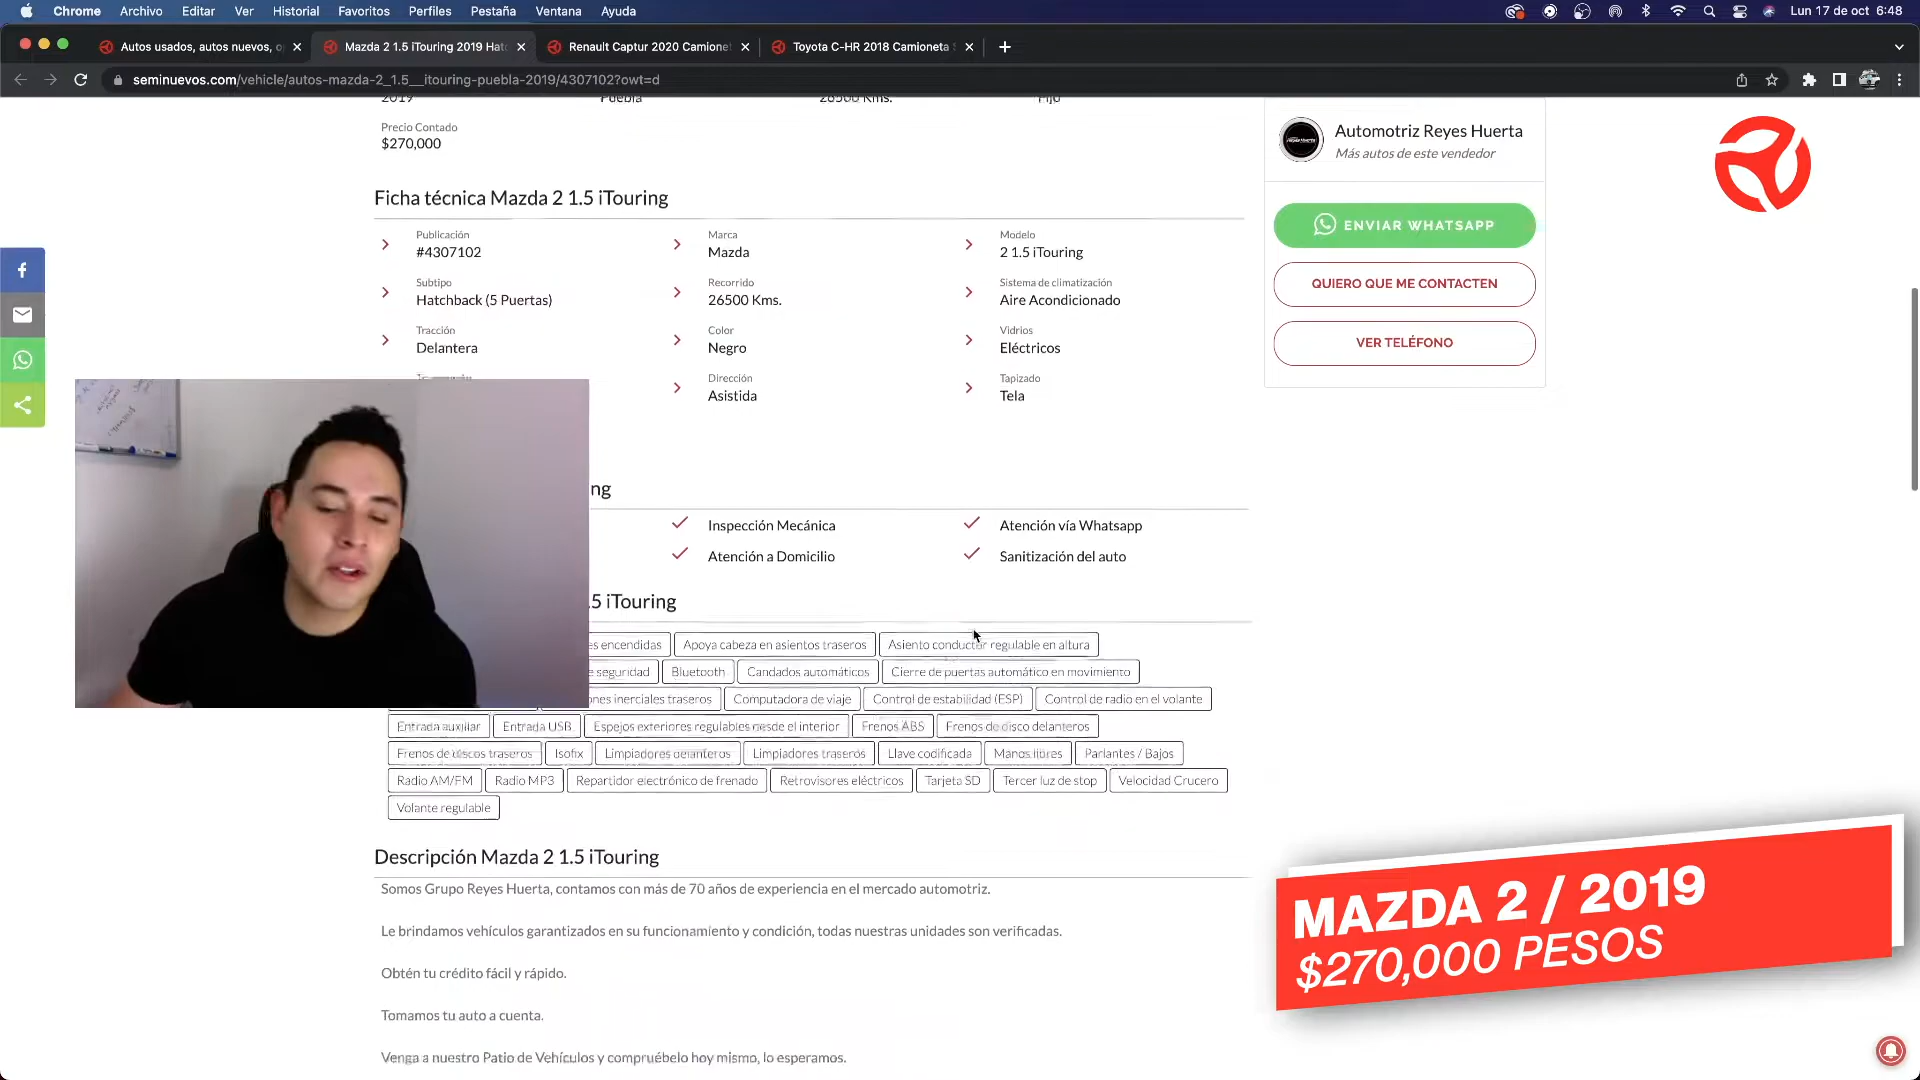 Chrome Archivo Editar Ver Historial Favoritos Perfiles Pestaña Ventana Ayuda Lun 17 de oct 6:48
Autos usados, autos nuevos, o Mazda 2 1.5 iTouring 2019 Hat Renault Captur 2020 Camionet Toyota C-HR 2018 Camioneta
seminuevos.com/vehicle/autos-mazda-2_1.5__itouring-puebla-2019/4307102?owt=d
2019 Puebla 26500 Kms. Fijo
Precio Contado
$270,000
Automotriz Reyes Huerta
Más autos de este vendedor
ENVIAR WHATSAPP
QUIERO QUE ME CONTACTEN
VER TELÉFONO
Ficha técnica Mazda 2 1.5 iTouring
Publicación Marca Modelo
#4307102 Mazda 2 1.5 iTouring
Subtipo Recorrido Sistema de climatización
Hatchback (5 Puertas) 26500 Kms. Aire Acondicionado
Tracción Color Vidrios
Delantera Negro Eléctricos
Dirección Tapizado
Asistida Tela
ng
Inspección Mecánica Atención vía Whatsapp
Atención a Domicilio Sanitización del auto
.5 iTouring
es encendidas Apoya cabeza en asientos traseros Asiento conductor regulable en altura
e seguridad Bluetooth Candados automáticos Cierre de puertas automático en movimiento
ones inerciales traseros Computadora de viaje Control de estabilidad (ESP) Control de radio en el volante
Entrada auxiliar Entrada USB Espejos exteriores regulables desde el interior Frenos ABS Frenos de disco delanteros
Frenos de discos traseros Isofix Limpiadores delanteros Limpiadores traseros Llave codificada Manos libres Parlantes / Bajos
Radio AM/FM Radio MP3 Repartidor electrónico de frenado Retrovisores eléctricos Tarjeta SD Tercer luz de stop Velocidad Crucero
Volante regulable
Descripción Mazda 2 1.5 iTouring
Somos Grupo Reyes Huerta, contamos con más de 70 años de experiencia en el mercado automotriz.
Le brindamos vehículos garantizados en su funcionamiento y condición, todas nuestras unidades son verificadas.
Obtén tu crédito fácil y rápido.
Tomamos tu auto a cuenta.
Venga a nuestro Patio de Vehículos y compruébelo hoy mismo, lo esperamos.
MAZDA 2 / 2019
$270,000 PESOS